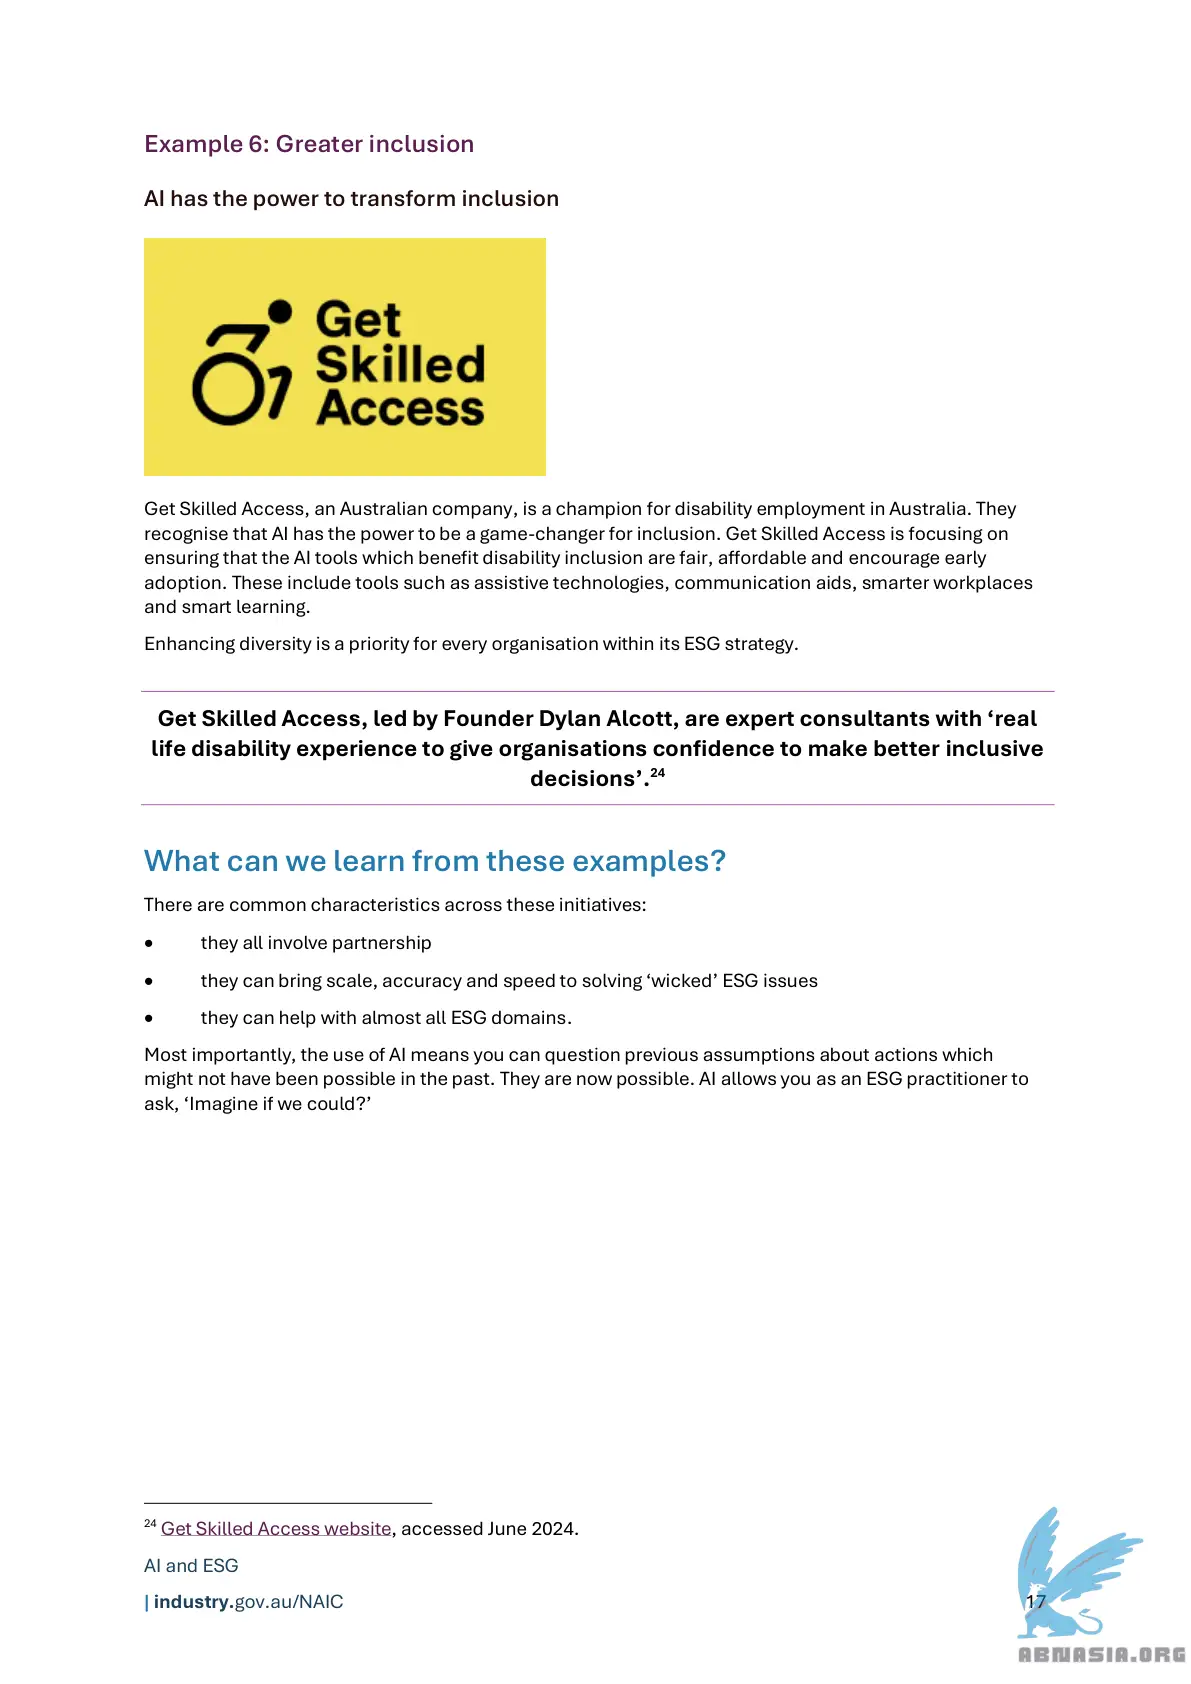 Example 6: Greater inclusion
AI has the power to transform inclusion
Get
Skilled
Access
Get Skilled Access, an Australian company, is a champion for disability employment in Australia. They
recognise that AI has the power to be a game-changer for inclusion. Get Skilled Access is focusing on
ensuring that the AI tools which benefit disability inclusion are fair, affordable and encourage early
adoption. These include tools such as assistive technologies, communication aids, smarter workplaces
and smart learning.
Enhancing diversity is a priority for every organisation within its ESG strategy.
Get Skilled Access, led by Founder Dylan Alcott, are expert consultants with ‘real
life disability experience to give organisations confidence to make better inclusive
decisions’.24
What can we learn from these examples?
There are common characteristics across these initiatives:
• they all involve partnership
• they can bring scale, accuracy and speed to solving ‘wicked’ ESG issues
• they can help with almost all ESG domains.
Most importantly, the use of AI means you can question previous assumptions about actions which
might not have been possible in the past. They are now possible. AI allows you as an ESG practitioner to
ask, ‘Imagine if we could?’
24 Get Skilled Access website, accessed June 2024.
AI and ESG
| industry.gov.au/NAIC
17
ABNASIA.ORG